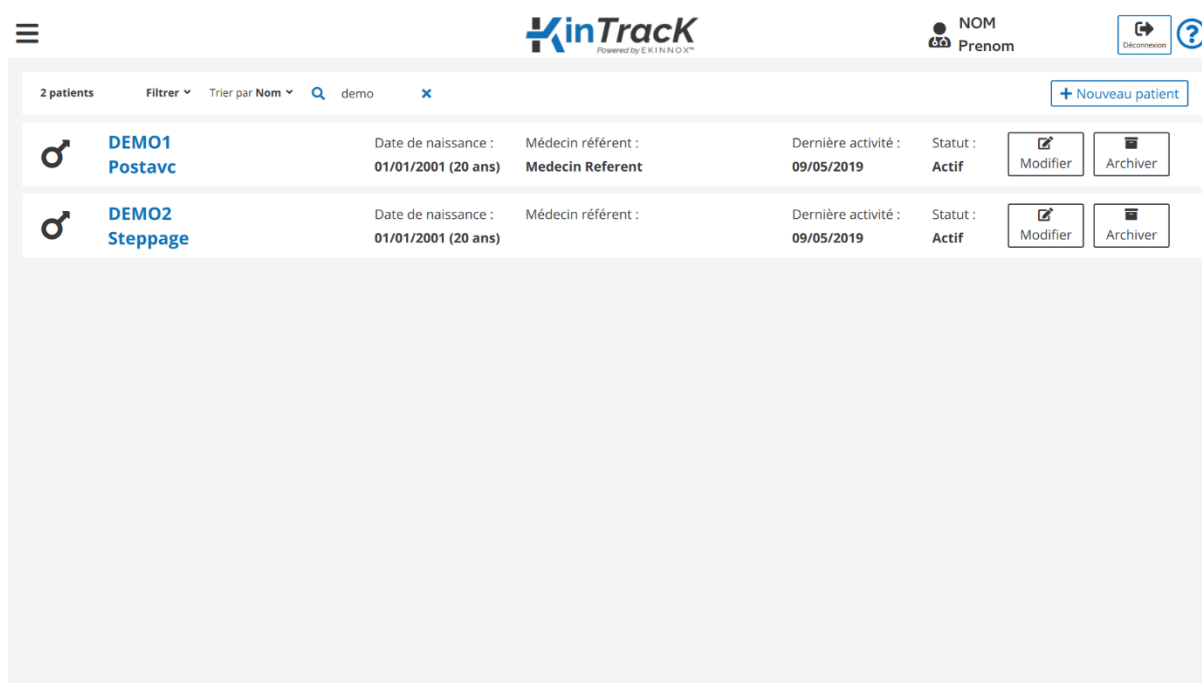 KinTracK
Powered by EKINNOX™
NOM
Prenom
Déconnexion
?
2 patients Filtrer Trier par Nom demo + Nouveau patient
DEMO1 Date de naissance : Médecin référent : Dernière activité : Statut :
Postavc 01/01/2001 (20 ans) Medecin Referent 09/05/2019 Actif Modifier Archiver
DEMO2 Date de naissance : Médecin référent : Dernière activité : Statut :
Steppage 01/01/2001 (20 ans) 09/05/2019 Actif Modifier Archiver